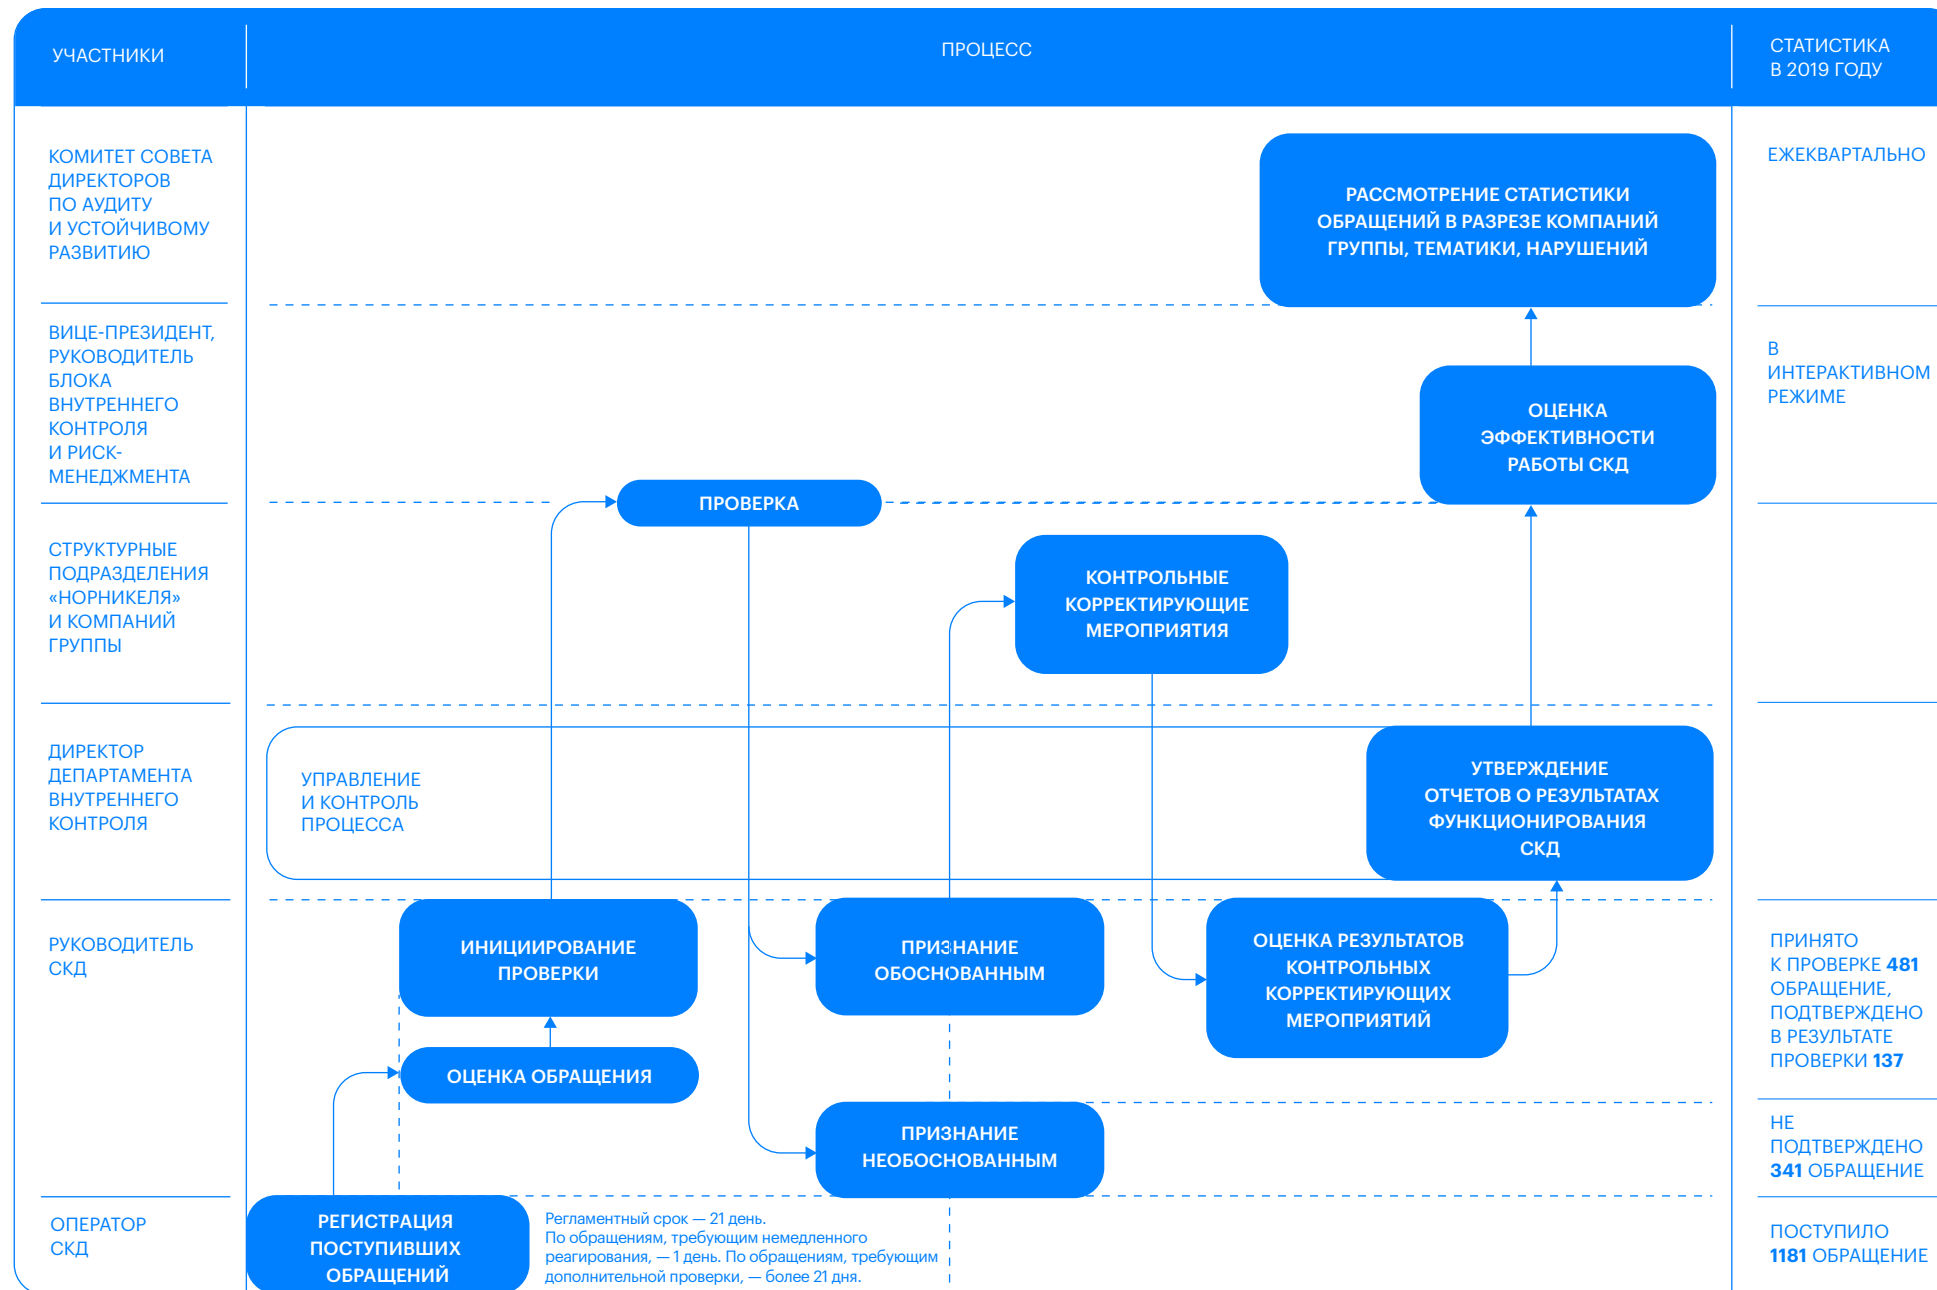 УЧАСТНИКИ
ПРОЦЕСС
СТАТИСТИКА
В 2019 ГОДУ
КОМИТЕТ СОВЕТА
ДИРЕКТОРОВ
ПО АУДИТУ
И УСТОЙЧИВОМУ
РАЗВИТИЮ
РАССМОТРЕНИЕ СТАТИСТИКИ
ОБРАЩЕНИЙ В РАЗРЕЗЕ КОМПАНИЙ
ГРУППЫ, ТЕМАТИКИ, НАРУШЕНИЙ
ЕЖЕКВАРТАЛЬНО
ВИЦЕ-ПРЕЗИДЕНТ,
РУКОВОДИТЕЛЬ
БЛОКА
ВНУТРЕННЕГО
КОНТРОЛЯ
И РИСК-
МЕНЕДЖМЕНТА
ОЦЕНКА
ЭФФЕКТИВНОСТИ
РАБОТЫ СКД
В
ИНТЕРАКТИВНОМ
РЕЖИМЕ
ПРОВЕРКА
СТРУКТУРНЫЕ
ПОДРАЗДЕЛЕНИЯ
«НОРНИКЕЛЯ»
И КОМПАНИЙ
ГРУППЫ
КОНТРОЛЬНЫЕ
КОРРЕКТИРУЮЩИЕ
МЕРОПРИЯТИЯ
ДИРЕКТОР
ДЕПАРТАМЕНТА
ВНУТРЕННЕГО
КОНТРОЛЯ
УПРАВЛЕНИЕ
И КОНТРОЛЬ
ПРОЦЕССА
УТВЕРЖДЕНИЕ
ОТЧЕТОВ О РЕЗУЛЬТАТАХ
ФУНКЦИОНИРОВАНИЯ
СКД
РУКОВОДИТЕЛЬ
СКД
ИНИЦИИРОВАНИЕ
ПРОВЕРКИ
ПРИЗНАНИЕ
ОБОСНОВАННЫМ
ОЦЕНКА РЕЗУЛЬТАТОВ
КОНТРОЛЬНЫХ
КОРРЕКТИРУЮЩИХ
МЕРОПРИЯТИЙ
ПРИНЯТО
К ПРОВЕРКЕ 481
ОБРАЩЕНИЕ,
ПОДТВЕРЖДЕНО
В РЕЗУЛЬТАТЕ
ПРОВЕРКИ 137
ОЦЕНКА ОБРАЩЕНИЯ
ПРИЗНАНИЕ
НЕОБОСНОВАННЫМ
НЕ
ПОДТВЕРЖДЕНО
341 ОБРАЩЕНИЕ
ОПЕРАТОР
СКД
РЕГИСТРАЦИЯ
ПОСТУПИВШИХ
ОБРАЩЕНИЙ
Регламентный срок — 21 день.
По обращениям, требующим немедленного
реагирования, — 1 день. По обращениям, требующим
дополнительной проверки, — более 21 дня.
ПОСТУПИЛО
1181 ОБРАЩЕНИЕ